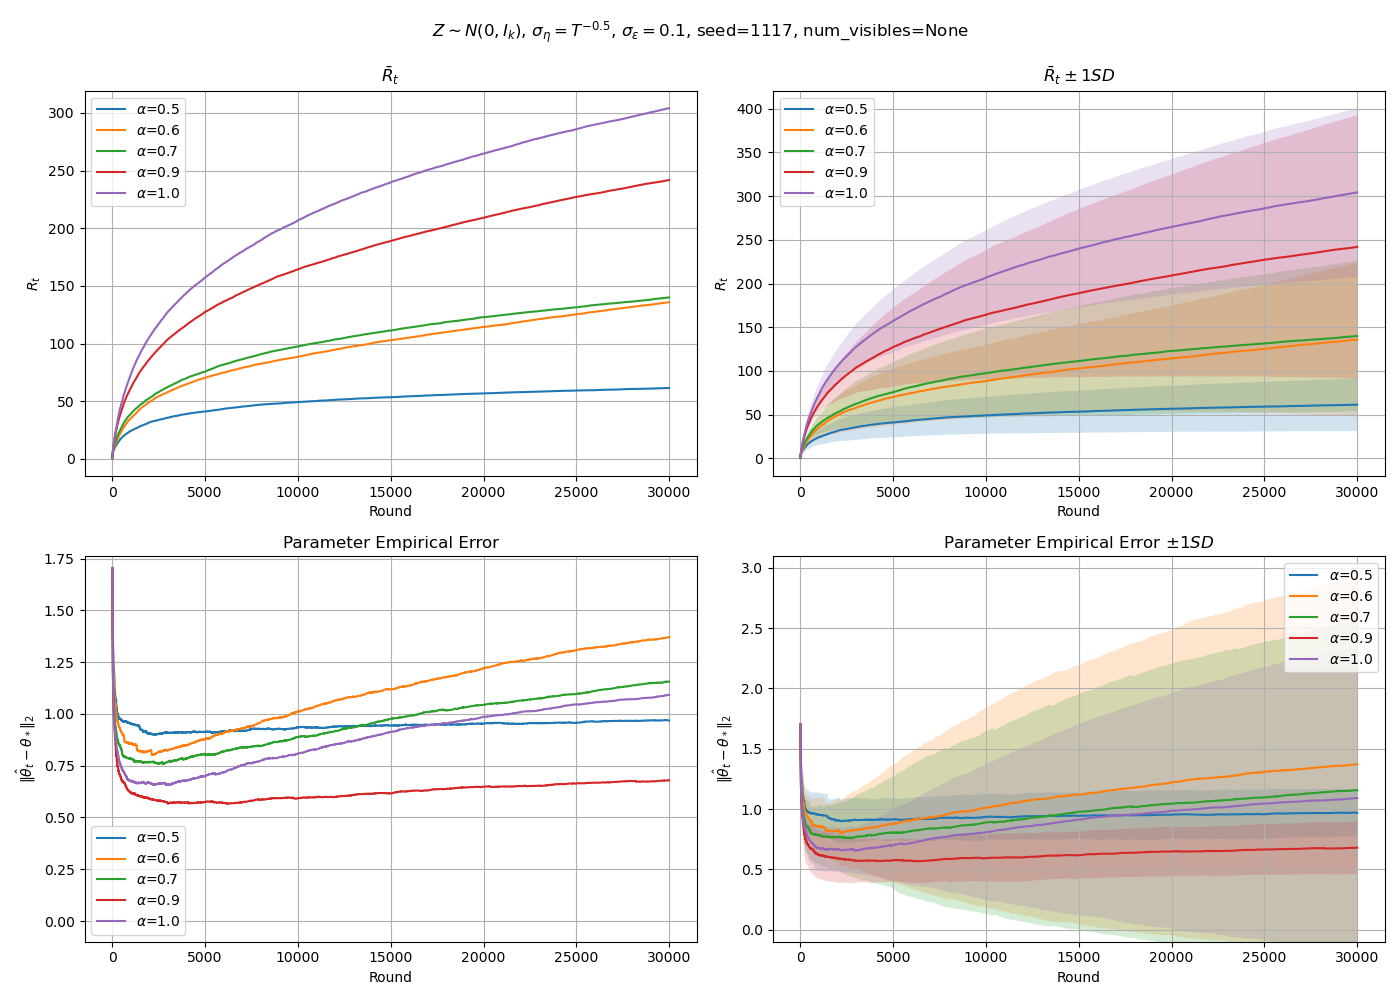 Z ∼ N(0, I_k), σ_η = T^{−0.5}, σ_ε = 0.1, seed=1117, num_visibles=None
R̄_t
R_t
300
250
200
150
100
50
0
α=0.5
α=0.6
α=0.7
α=0.9
α=1.0
0 5000 10000 15000 20000 25000 30000
Round
R̄_t ± 1SD
R_t
400
350
300
250
200
150
100
50
0
α=0.5
α=0.6
α=0.7
α=0.9
α=1.0
0 5000 10000 15000 20000 25000 30000
Round
Parameter Empirical Error
‖θ̂_t − θ_*‖_2
1.75
1.50
1.25
1.00
0.75
0.50
0.25
0.00
α=0.5
α=0.6
α=0.7
α=0.9
α=1.0
0 5000 10000 15000 20000 25000 30000
Round
Parameter Empirical Error ±1SD
‖θ̂_t − θ_*‖_2
3.0
2.5
2.0
1.5
1.0
0.5
0.0
α=0.5
α=0.6
α=0.7
α=0.9
α=1.0
0 5000 10000 15000 20000 25000 30000
Round